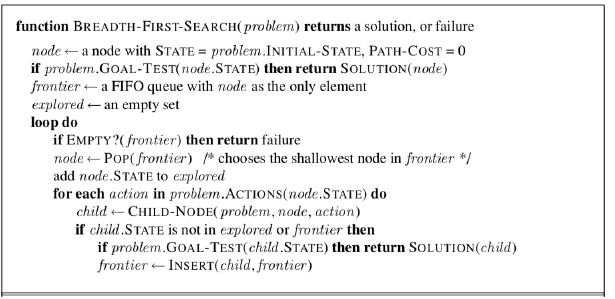 function BREADTH-FIRST-SEARCH(problem) returns a solution, or failure
node ← a node with STATE = problem.INITIAL-STATE, PATH-COST = 0
if problem.GOAL-TEST(node.STATE) then return SOLUTION(node)
frontier ← a FIFO queue with node as the only element
explored ← an empty set
loop do
if EMPTY?(frontier) then return failure
node ← POP(frontier) /* chooses the shallowest node in frontier */
add node.STATE to explored
for each action in problem.ACTIONS(node.STATE) do
child ← CHILD-NODE(problem, node, action)
if child.STATE is not in explored or frontier then
if problem.GOAL-TEST(child.STATE) then return SOLUTION(child)
frontier ← INSERT(child, frontier)